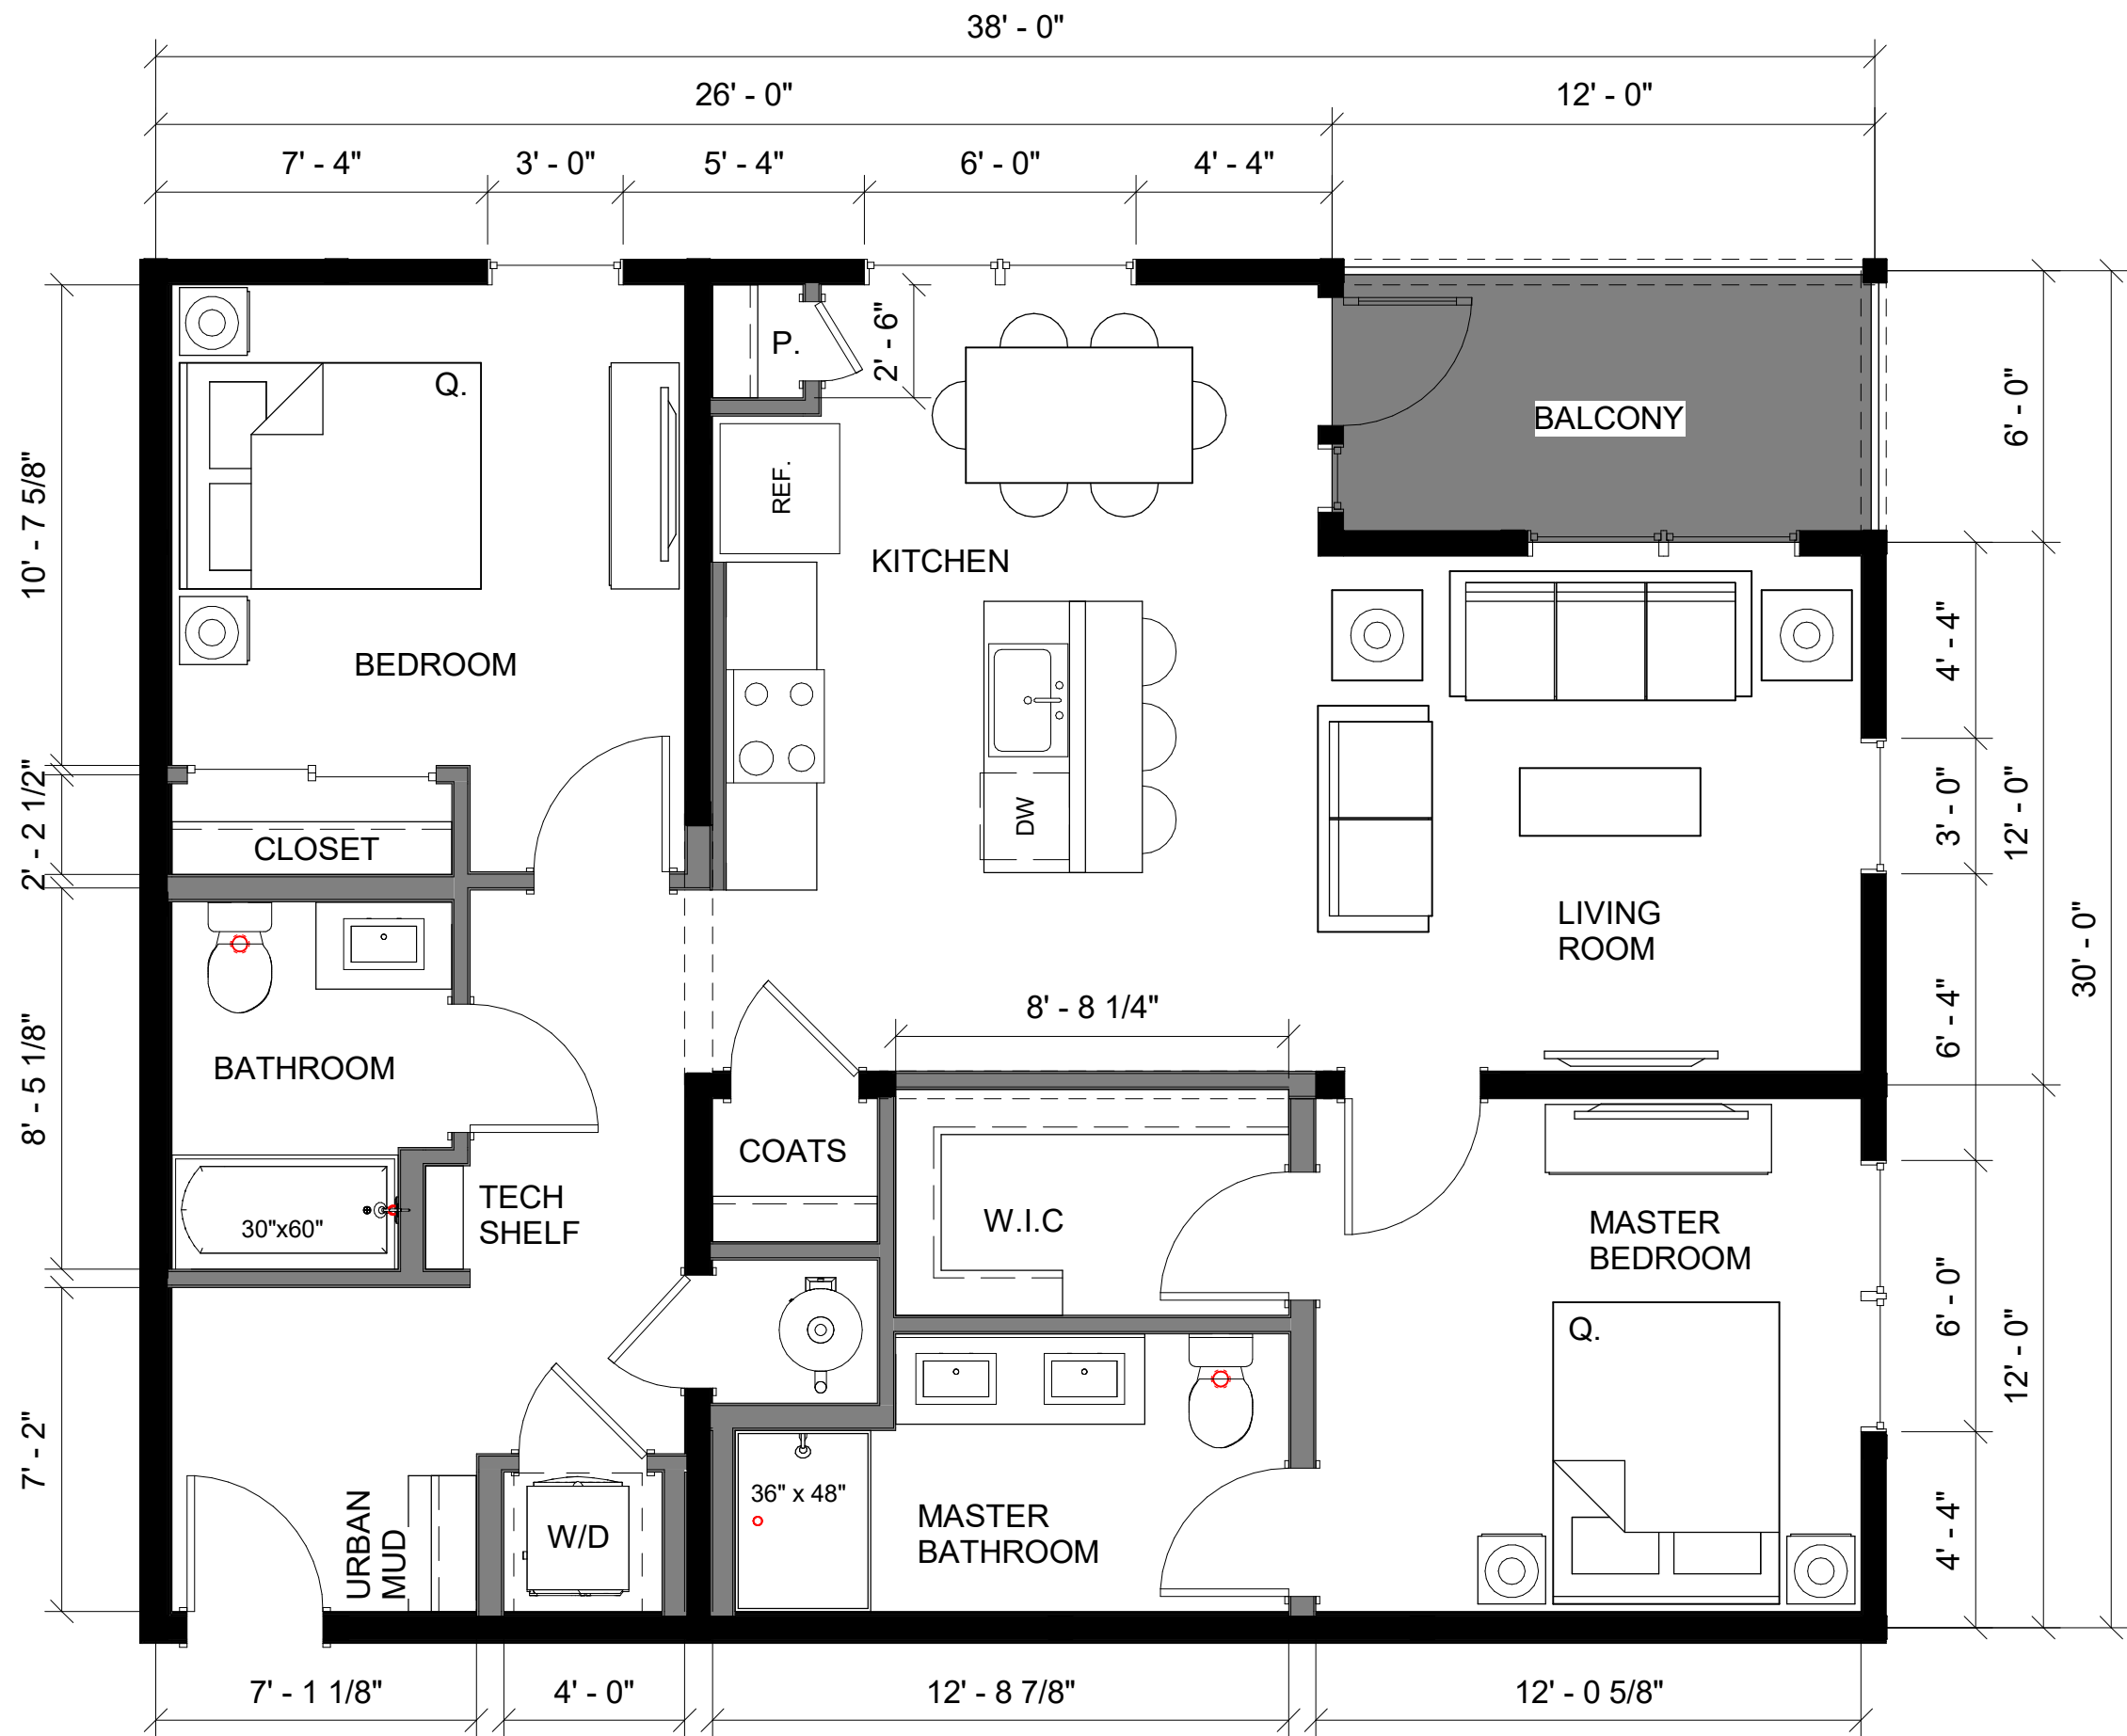 38' - 0"
26' - 0"
12' - 0"
7' - 4"
3' - 0"
5' - 4"
6' - 0"
4' - 4"
10' - 7 5/8"
2' - 2 1/2"
8' - 5 1/8"
7' - 2"
Q.
BEDROOM
CLOSET
BATHROOM
30"x60"
TECH
SHELF
URBAN
MUD
W/D
P.
2' - 6"
REF.
KITCHEN
DW
BALCONY
LIVING
ROOM
8' - 8 1/4"
COATS
W.I.C
MASTER
BEDROOM
Q.
36" x 48"
MASTER
BATHROOM
6' - 0"
4' - 4"
3' - 0"
12' - 0"
6' - 4"
30' - 0"
6' - 0"
12' - 0"
4' - 4"
7' - 1 1/8"
4' - 0"
12' - 8 7/8"
12' - 0 5/8"